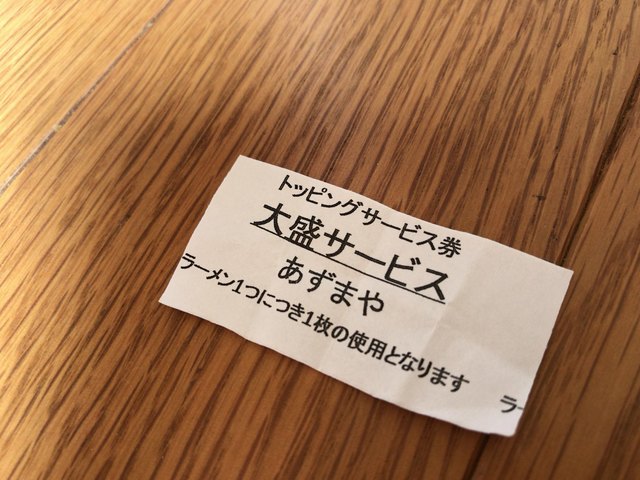 トッピングサービス券
大盛サービス
あずまや
ラーメン1つにつき1枚の使用となります
ラー